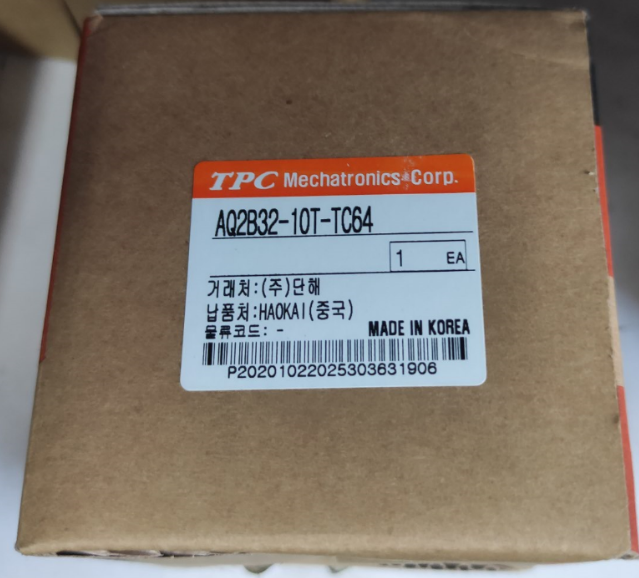 TPC Mechatronics Corp.
AQ2B32-10T-TC64
1 EA
거래처:(주)단해
납품처:HAOKAI(중국)
물류코드: -
MADE IN KOREA
P20201022025303631906